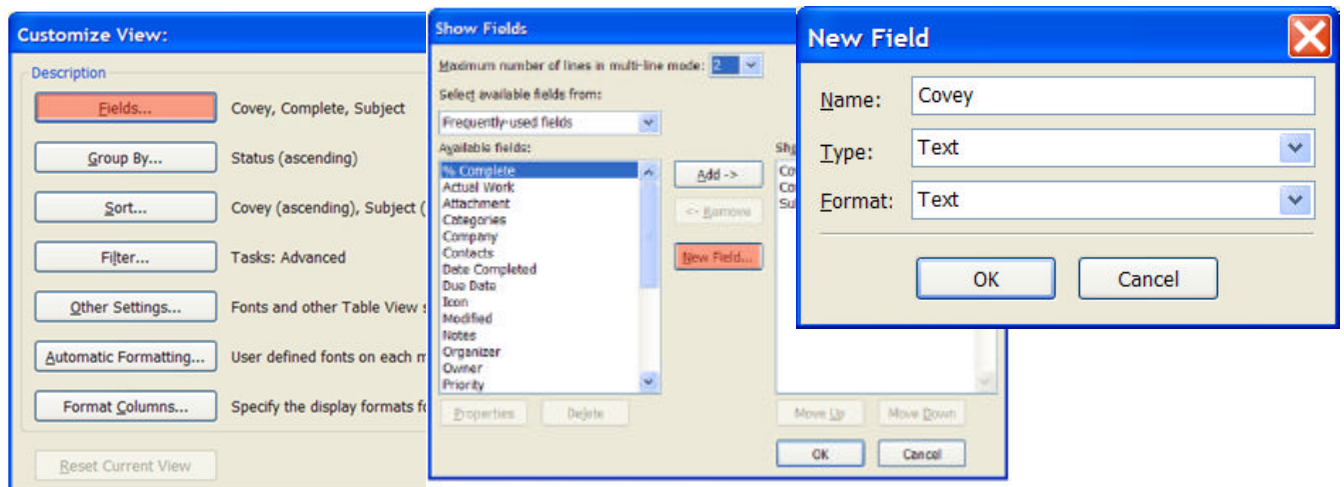 Customize View:
Description
Fields...
Covey, Complete, Subject
Group By...
Status (ascending)
Sort...
Covey (ascending), Subject (
Filter...
Tasks: Advanced
Other Settings...
Fonts and other Table View
Automatic Formatting...
User defined fonts on each
Format Columns...
Specify the display formats
Reset Current View
Show Fields
Maximum number of lines in multi-line mode: 2
Select available fields from:
Frequently-used fields
Available fields:
% Complete
Actual Work
Attachment
Categories
Company
Contacts
Date Completed
Due Date
Icon
Modified
Notes
Organizer
Owner
Priority
Properties
Delete
Add ->
<- Remove
New Field...
Move Up
Move Down
OK
Cancel
New Field
Name:
Covey
Type:
Text
Format:
Text
OK
Cancel